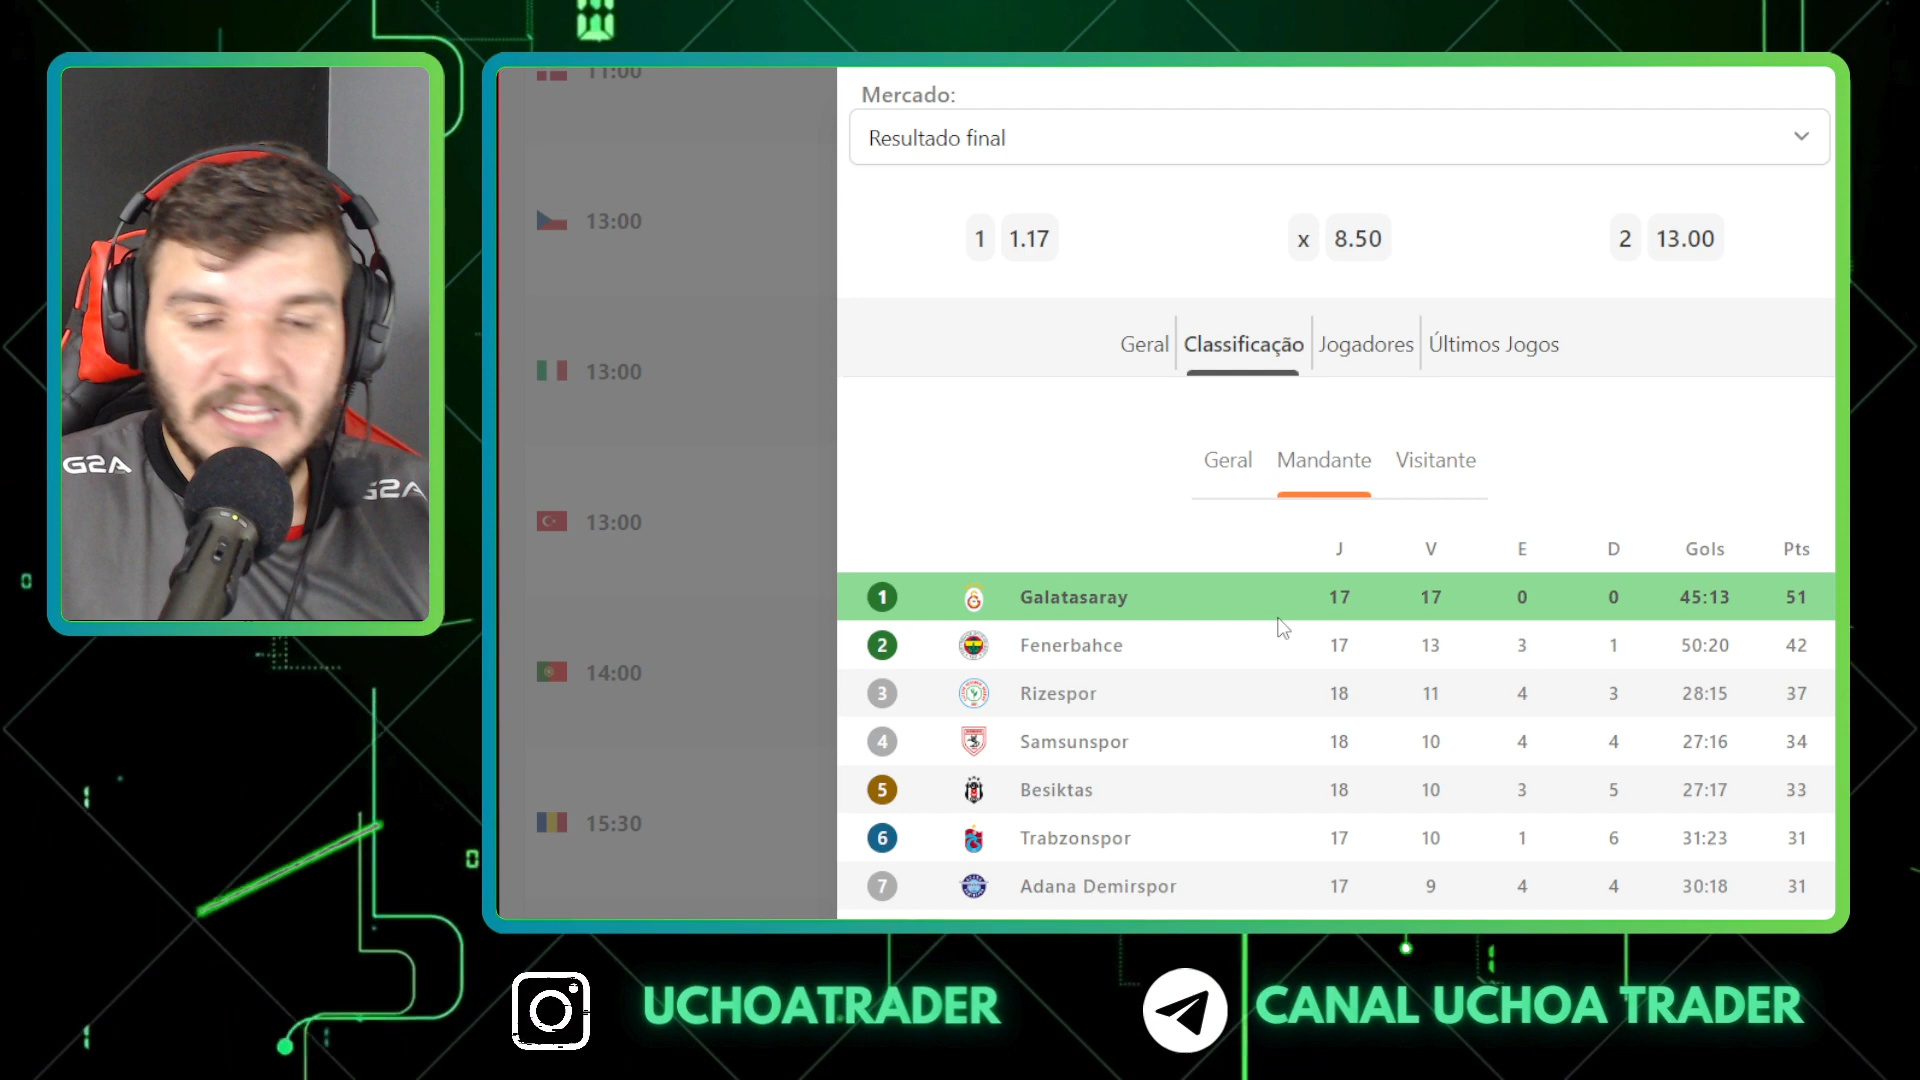 11:00
13:00
13:00
13:00
14:00
15:30
Mercado:
Resultado final
1 1.17 x 8.50 2 13.00
Geral Classificação Jogadores Últimos Jogos
Geral Mandante Visitante
J V E D Gols Pts
1 Galatasaray 17 17 0 0 45:13 51
2 Fenerbahce 17 13 3 1 50:20 42
3 Rizespor 18 11 4 3 28:15 37
4 Samsunspor 18 10 4 4 27:16 34
5 Besiktas 18 10 3 5 27:17 33
6 Trabzonspor 17 10 1 6 31:23 31
7 Adana Demirspor 17 9 4 4 30:18 31
G2A
G2A
UCHOATRADER
CANAL UCHOA TRADER